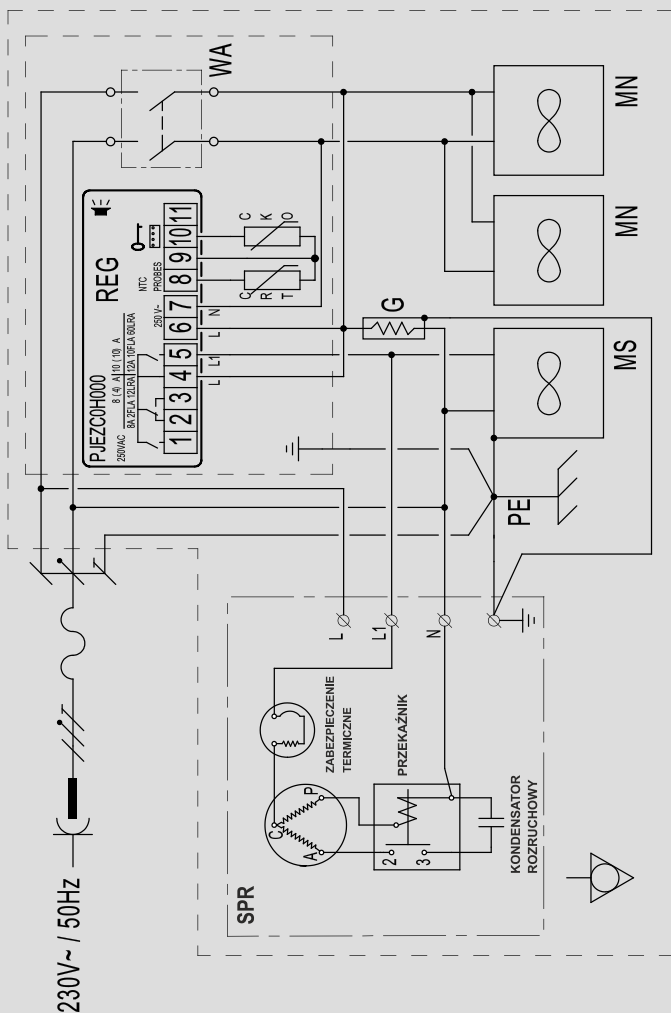 230V~ / 50Hz
WA
REG
PJEZC0H000
250VAC
8 (4) A
10 (10) A
8A 2FLA 12LRA
12A 10FLA 60LRA
250 V~
NTC
PROBES
1 2 3 4 5 6 7 8 9 10 11
L L1 L N
C R T
C K O
G
MN
MN
MS
PE
SPR
L
L1
N
ZABEZPIECZENIE
TERMICZNE
PRZEKAŹNIK
KONDENSATOR
ROZRUCHOWY
C
A
P
2
3